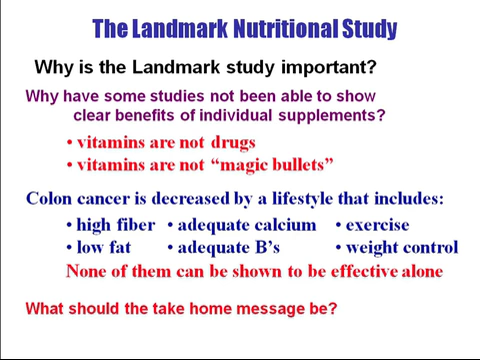 The Landmark Nutritional Study
Why is the Landmark study important?
Why have some studies not been able to show
clear benefits of individual supplements?
• vitamins are not drugs
• vitamins are not “magic bullets”
Colon cancer is decreased by a lifestyle that includes:
• high fiber • adequate calcium • exercise
• low fat • adequate B’s • weight control
None of them can be shown to be effective alone
What should the take home message be?